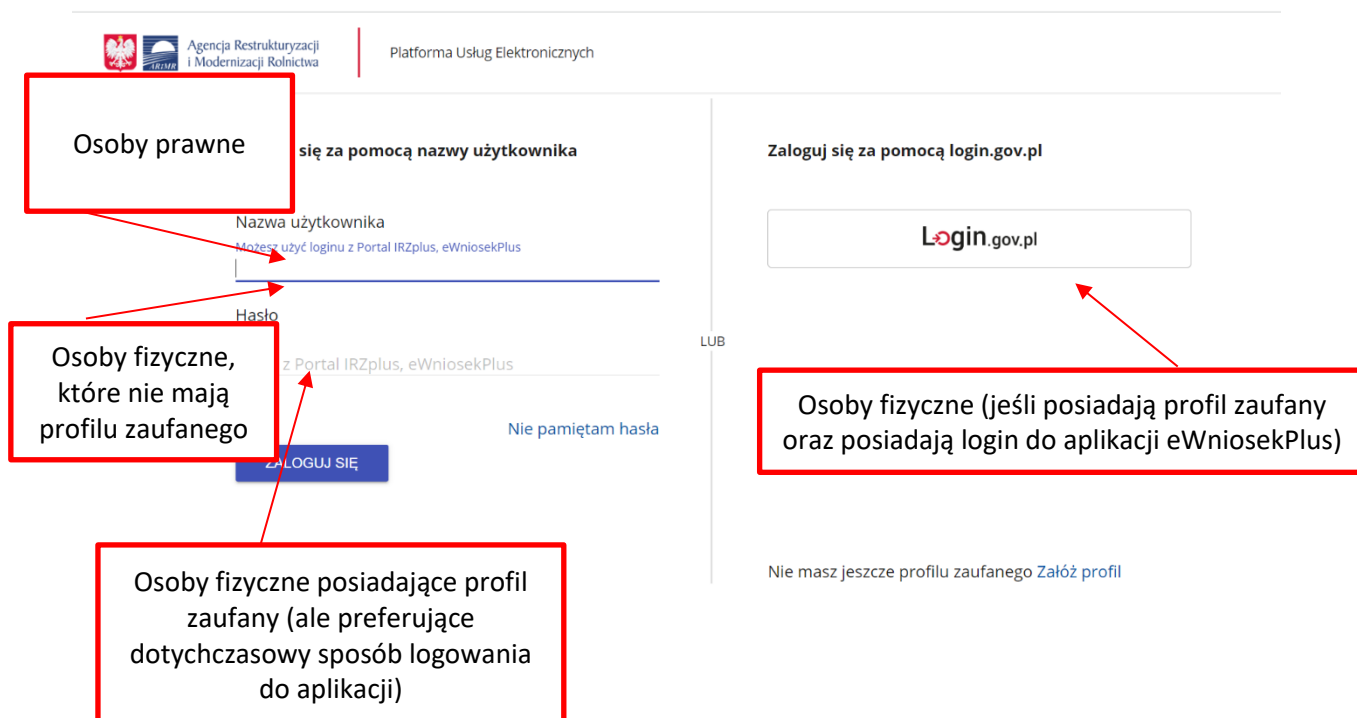 ARiMR
Agencja Restrukturyzacji
i Modernizacji Rolnictwa
Platforma Usług Elektronicznych
Osoby prawne
się za pomocą nazwy użytkownika
Nazwa użytkownika
Możesz użyć loginu z Portal IRZplus, eWniosekPlus
Hasło
z Portal IRZplus, eWniosekPlus
Osoby fizyczne,
które nie mają
profilu zaufanego
Nie pamiętam hasła
ZALOGUJ SIĘ
Osoby fizyczne posiadające profil
zaufany (ale preferujące
dotychczasowy sposób logowania
do aplikacji)
LUB
Zaloguj się za pomocą login.gov.pl
Login.gov.pl
Osoby fizyczne (jeśli posiadają profil zaufany
oraz posiadają login do aplikacji eWniosekPlus)
Nie masz jeszcze profilu zaufanego Załóż profil